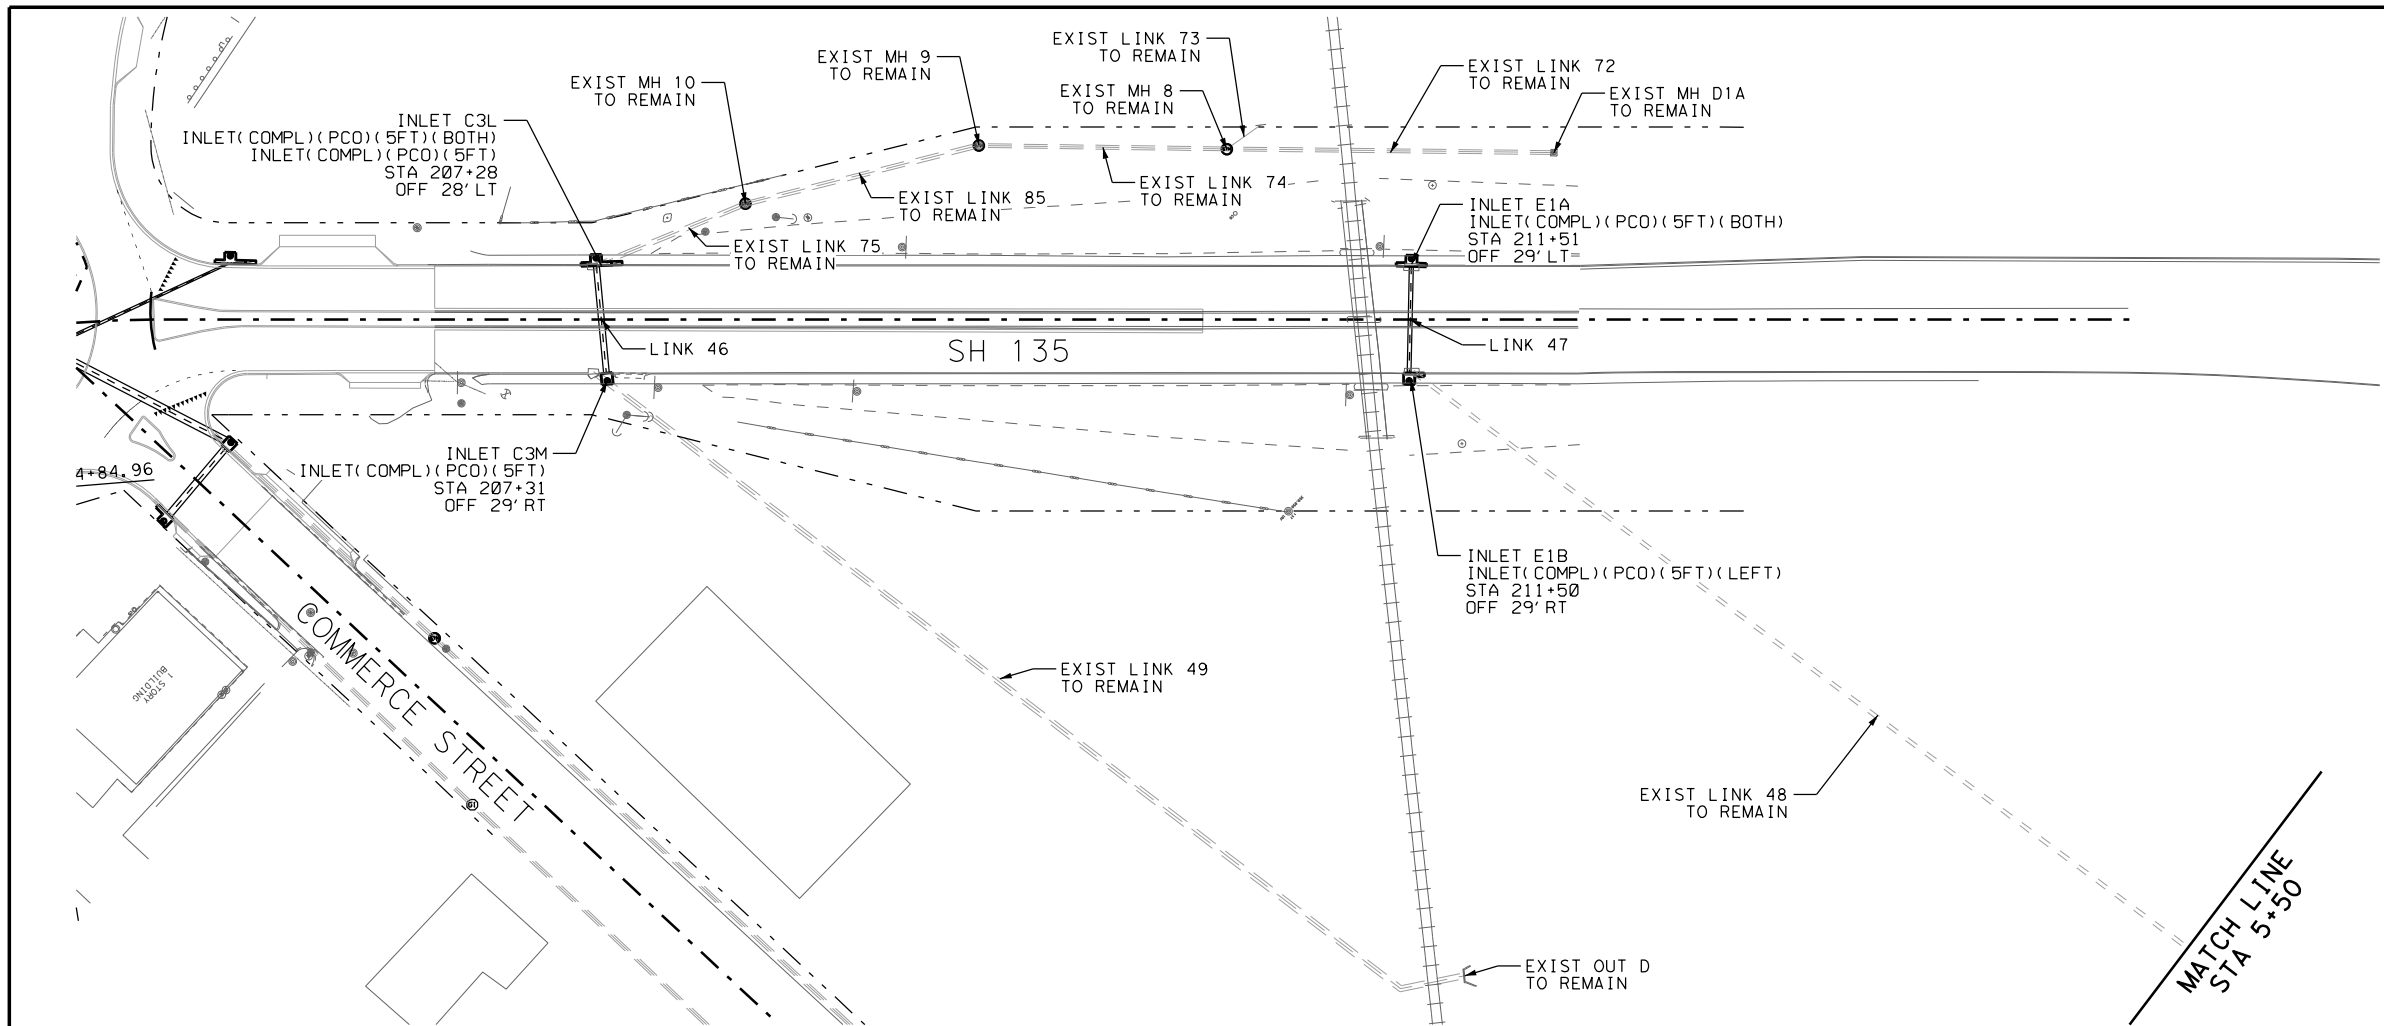 EXIST LINK 73
TO REMAIN
EXIST MH 9
TO REMAIN
EXIST MH 10
TO REMAIN
EXIST MH 8
TO REMAIN
EXIST LINK 72
TO REMAIN
EXIST MH D1A
TO REMAIN
INLET C3L
INLET(COMPL)(PCO)(5FT)(BOTH)
INLET(COMPL)(PCO)(5FT)
STA 207+28
OFF 28' LT
EXIST LINK 85
TO REMAIN
EXIST LINK 74
TO REMAIN
EXIST LINK 75
TO REMAIN
INLET E1A
INLET(COMPL)(PCO)(5FT)(BOTH)
STA 211+51
OFF 29' LT
LINK 46
SH 135
LINK 47
INLET C3M
INLET(COMPL)(PCO)(5FT)
STA 207+31
OFF 29' RT
4+84.96
INLET E1B
INLET(COMPL)(PCO)(5FT)(LEFT)
STA 211+50
OFF 29' RT
COMMERCE STREET
1 STORY
BUILDING
EXIST LINK 49
TO REMAIN
EXIST LINK 48
TO REMAIN
EXIST OUT D
TO REMAIN
MATCH LINE
STA 5+50